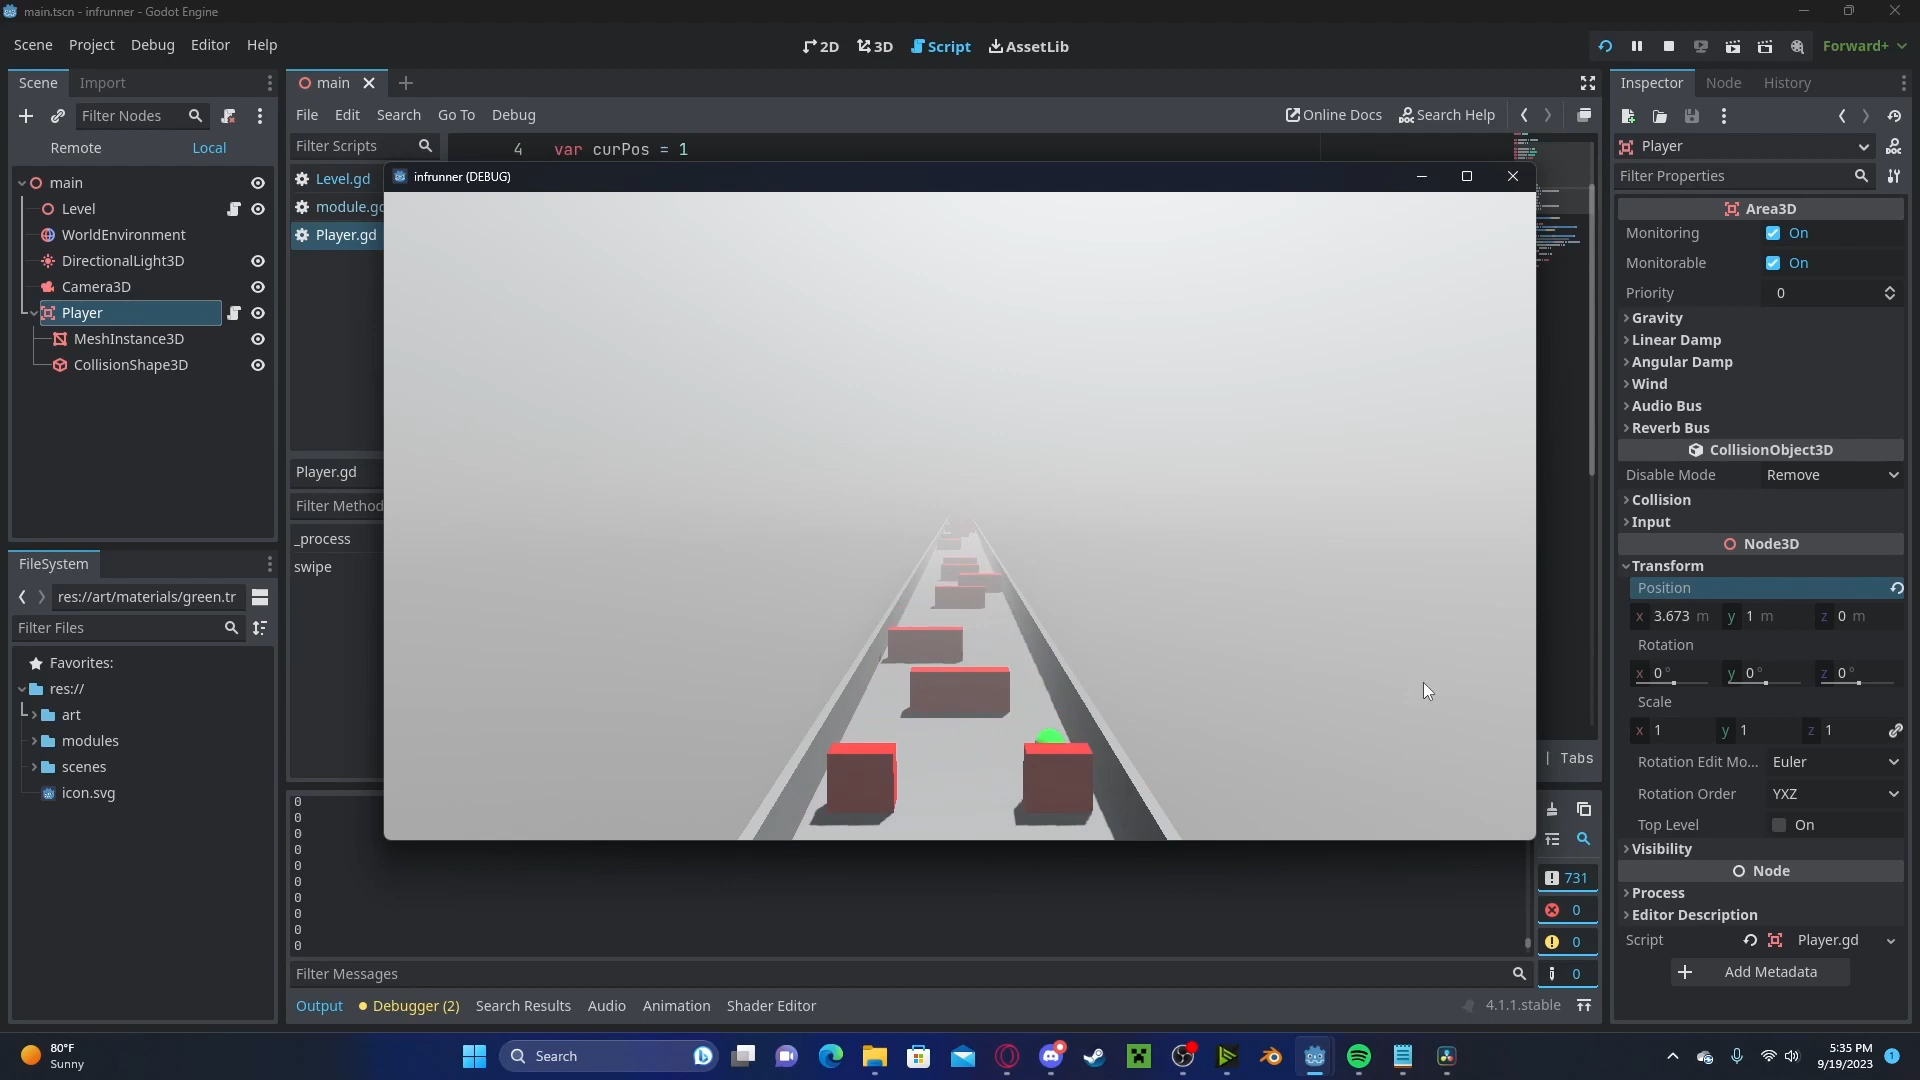 main.tscn - infrunner - Godot Engine
Scene Project Debug Editor Help
2D 3D Script AssetLib
Forward+
Scene Import
main
Inspector Node History
Filter Nodes
File Edit Search Go To Debug
Online Docs Search Help
Remote Local
Filter Scripts
4 var curPos = 1
Player
Filter Properties
main
Level
WorldEnvironment
DirectionalLight3D
Camera3D
Player
MeshInstance3D
CollisionShape3D
Level.gd
module.gd
Player.gd
infrunner (DEBUG)
Player.gd
Filter Method
_process
swipe
Tabs
Area3D
Monitoring On
Monitorable On
Priority 0
Gravity
Linear Damp
Angular Damp
Wind
Audio Bus
Reverb Bus
CollisionObject3D
Disable Mode Remove
Collision
Input
Node3D
Transform
Position
x 3.673 m y 1 m z 0 m
Rotation
x 0° y 0° z 0°
Scale
x 1 y 1 z 1
Rotation Edit Mo... Euler
Rotation Order YXZ
Top Level On
Visibility
Node
Process
Editor Description
Script Player.gd
Add Metadata
FileSystem
res://art/materials/green.tr
Filter Files
Favorites:
res://
art
modules
scenes
icon.svg
0
0
0
0
0
0
0
0
0
0
731
0
0
0
Filter Messages
Output Debugger (2) Search Results Audio Animation Shader Editor
4.1.1.stable
80°F
Sunny
Search
5:35 PM
9/19/2023
1